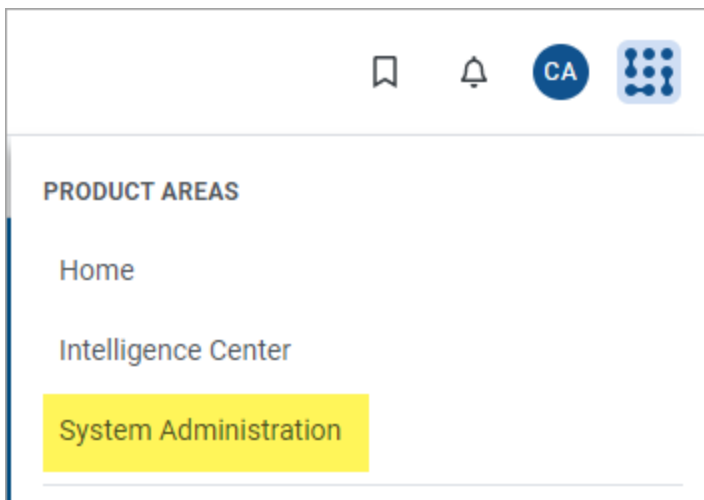 CA
PRODUCT AREAS
Home
Intelligence Center
System Administration